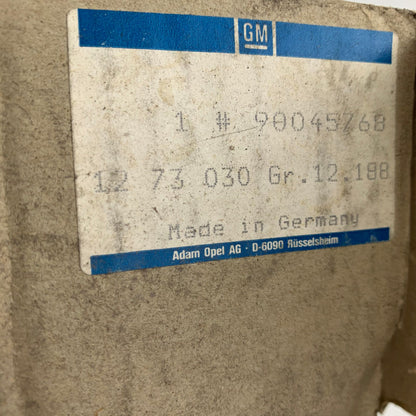 GM
1 # 90045768
12 73 030 Gr.12.188
Made in Germany
Adam Opel AG · D-6090 Rüsselsheim